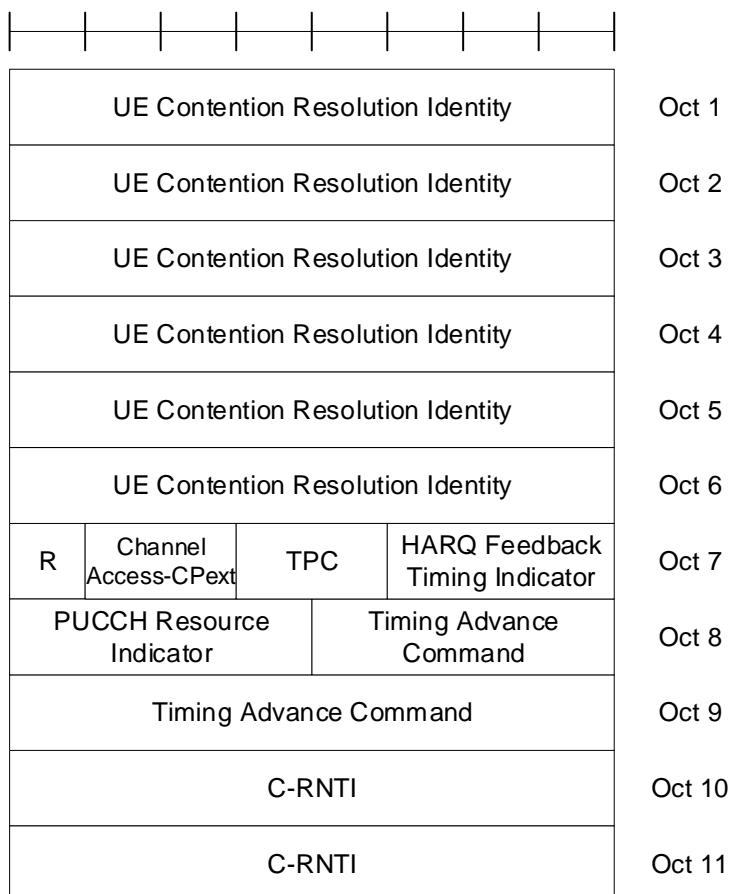 UE Contention Resolution Identity Oct 1
UE Contention Resolution Identity Oct 2
UE Contention Resolution Identity Oct 3
UE Contention Resolution Identity Oct 4
UE Contention Resolution Identity Oct 5
UE Contention Resolution Identity Oct 6
R
Channel
Access-CPext
TPC
HARQ Feedback
Timing Indicator
Oct 7
PUCCH Resource
Indicator
Timing Advance
Command
Oct 8
Timing Advance Command Oct 9
C-RNTI Oct 10
C-RNTI Oct 11